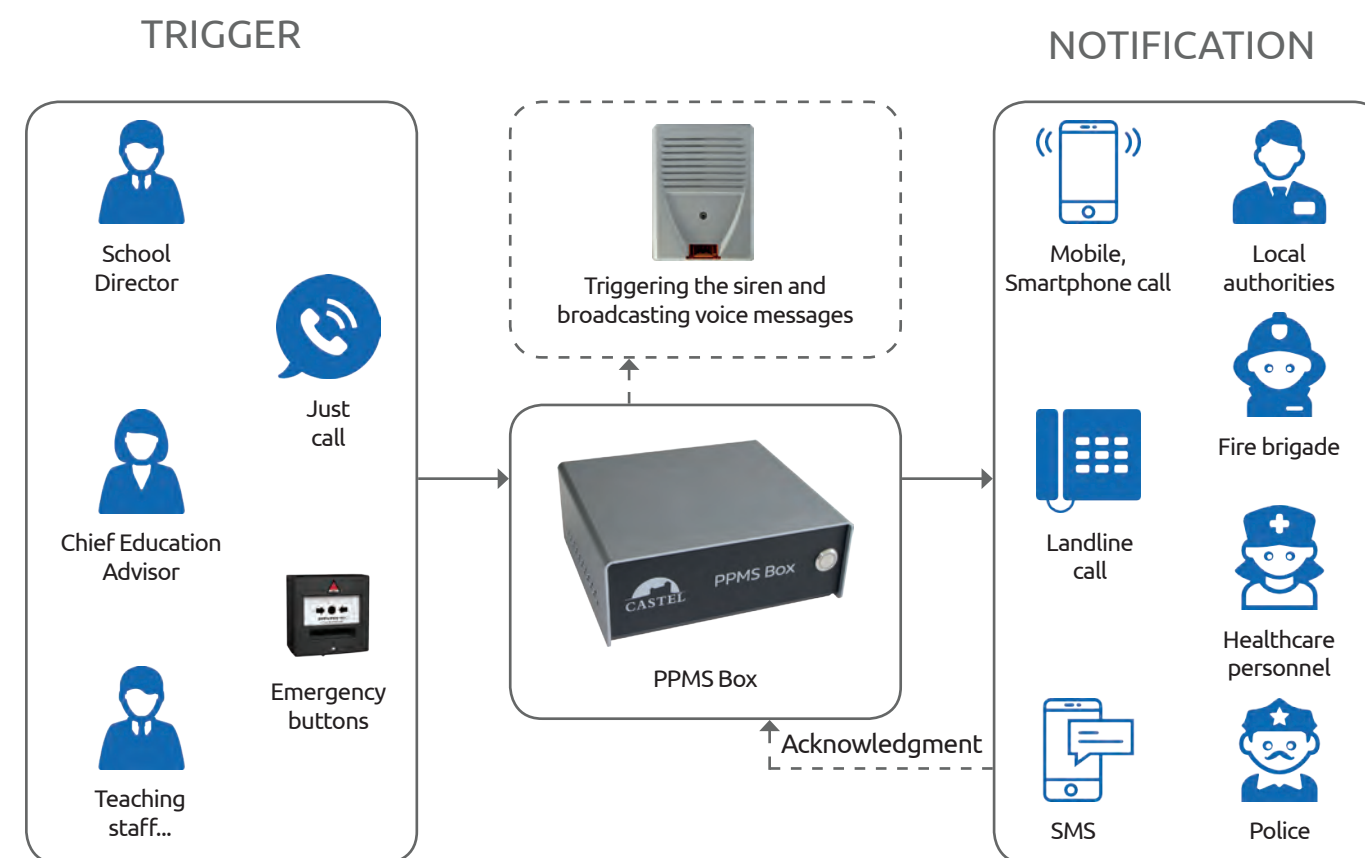 TRIGGER
NOTIFICATION
School
Director
Just
call
Chief Education
Advisor
Emergency
buttons
Teaching
staff...
Triggering the siren and
broadcasting voice messages
CASTEL
PPMS Box
PPMS Box
Acknowledgment
Mobile,
Smartphone call
Local
authorities
Fire brigade
Landline
call
Healthcare
personnel
SMS
Police